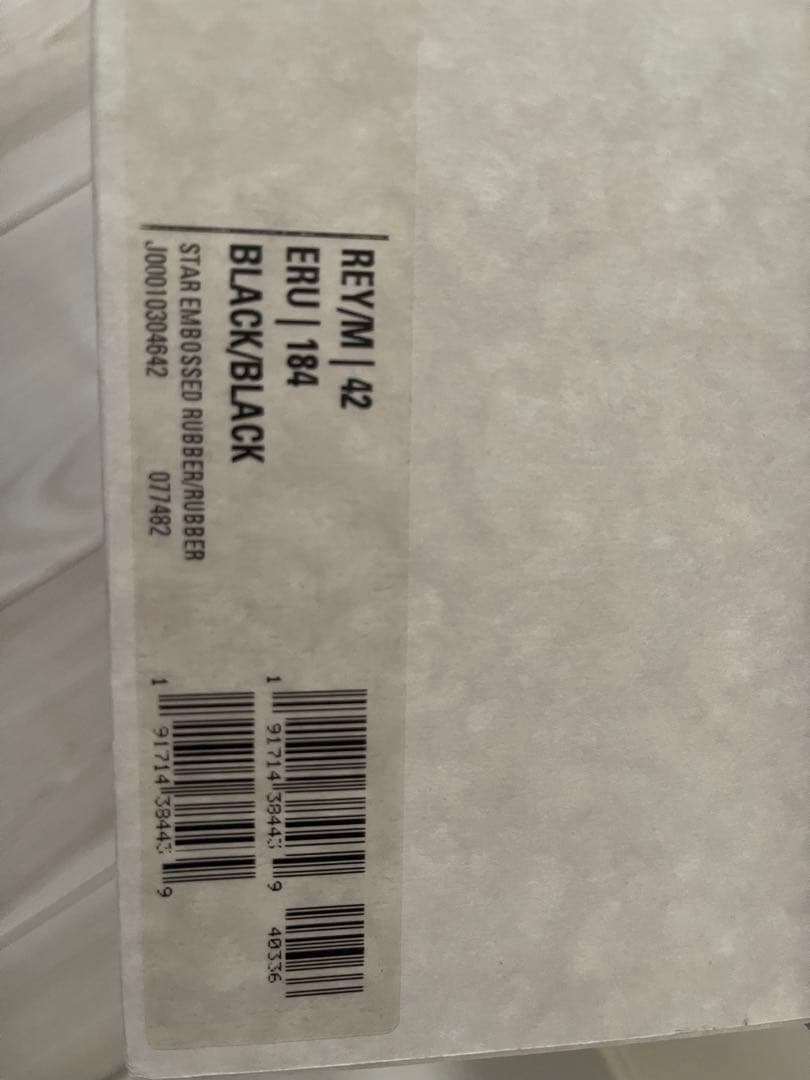 REY/M | 42
ERU | 184
BLACK/BLACK
STAR EMBOSSED RUBBER/RUBBER
J00010304642 077482
1 91714 38443 9 40336
1 91714 38443 9